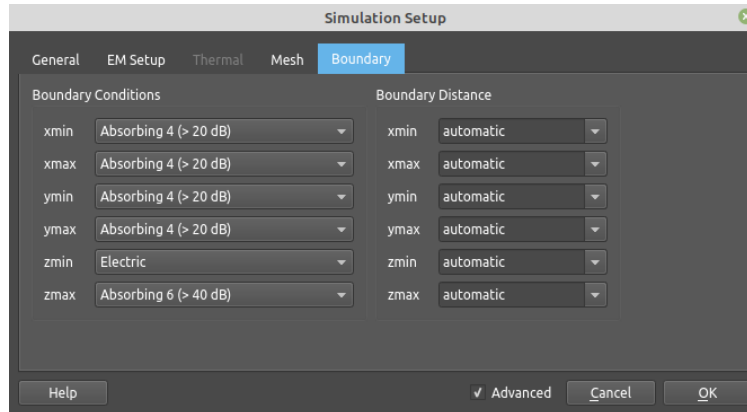 Simulation Setup
General EM Setup Thermal Mesh Boundary
Boundary Conditions Boundary Distance
xmin Absorbing 4 (> 20 dB) xmin automatic
xmax Absorbing 4 (> 20 dB) xmax automatic
ymin Absorbing 4 (> 20 dB) ymin automatic
ymax Absorbing 4 (> 20 dB) ymax automatic
zmin Electric zmin automatic
zmax Absorbing 6 (> 40 dB) zmax automatic
Help Advanced Cancel OK